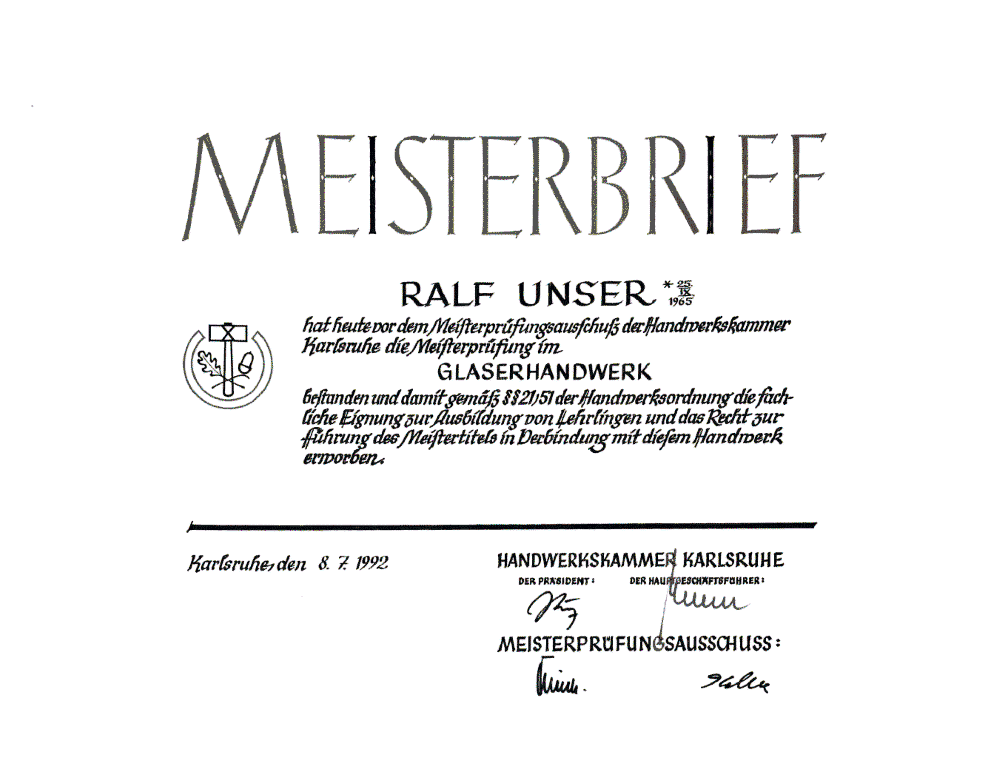 MEISTERBRIEF
RALF UNSER * 25. IX 1965
hat heute vor dem Meisterprüfungsausschuß der Handwerkskammer
Karlsruhe die Meisterprüfung im
GLASERHANDWERK
bestanden und damit gemäß §§ 21/51 der Handwerksordnung die fach-
liche Eignung zur Ausbildung von Lehrlingen und das Recht zur
Führung des Meistertitels in Verbindung mit diesem Handwerk
erworben.
Karlsruhe, den 8. 7. 1992
HANDWERKSKAMMER KARLSRUHE
DER PRÄSIDENT: DER HAUPTGESCHÄFTSFÜHRER:
MEISTERPRÜFUNGSAUSSCHUSS: